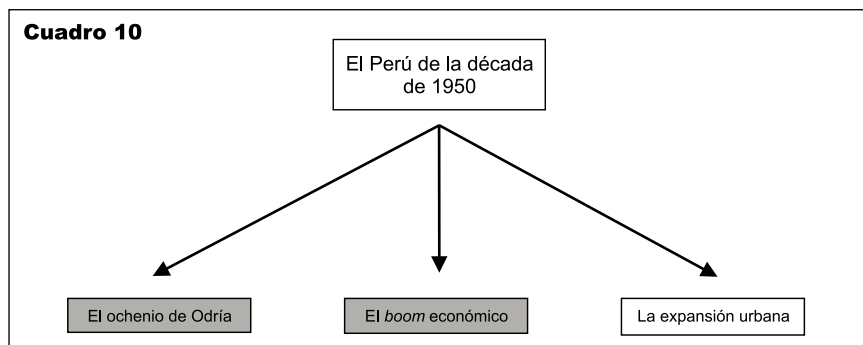 Cuadro 10
El Perú de la década
de 1950
El ochenio de Odría
El boom económico
La expansión urbana